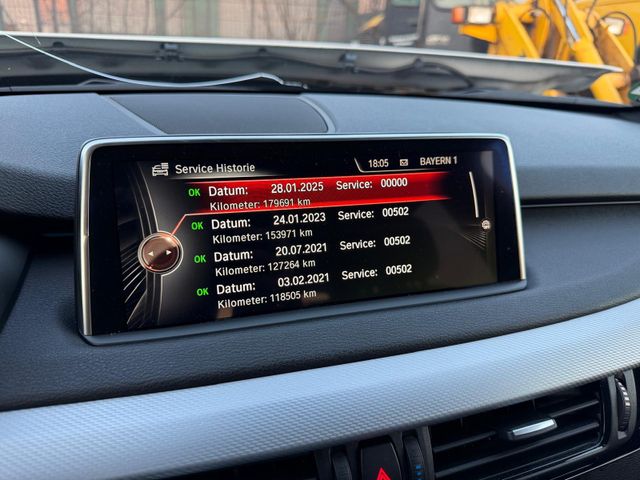 Service Historie
18:05
BAYERN 1
OK Datum: 28.01.2025 Service: 00000
Kilometer: 179691 km
OK Datum: 24.01.2023 Service: 00502
Kilometer: 153971 km
OK Datum: 20.07.2021 Service: 00502
Kilometer: 127264 km
OK Datum: 03.02.2021 Service: 00502
Kilometer: 118505 km